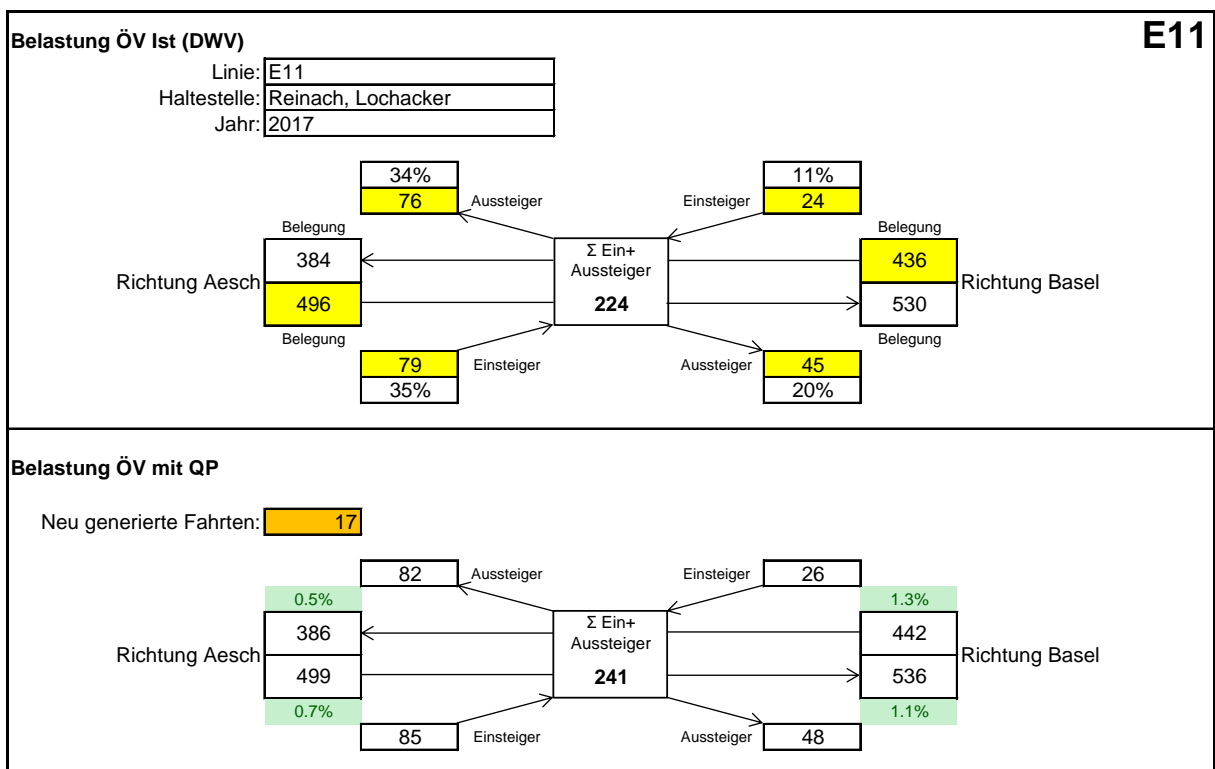 Belastung ÖV Ist (DWV)
E11
Linie: E11
Haltestelle: Reinach, Lochacker
Jahr: 2017
34%
11%
76 Aussteiger Einsteiger 24
Belegung
Belegung
384
Σ Ein+
Aussteiger
436
Richtung Aesch
Richtung Basel
496
224
530
Belegung
Belegung
79 Einsteiger Aussteiger 45
35%
20%
Belastung ÖV mit QP
Neu generierte Fahrten: 17
82 Aussteiger Einsteiger 26
0.5%
1.3%
386
Σ Ein+
Aussteiger
442
Richtung Aesch
Richtung Basel
499
241
536
0.7%
1.1%
85 Einsteiger Aussteiger 48